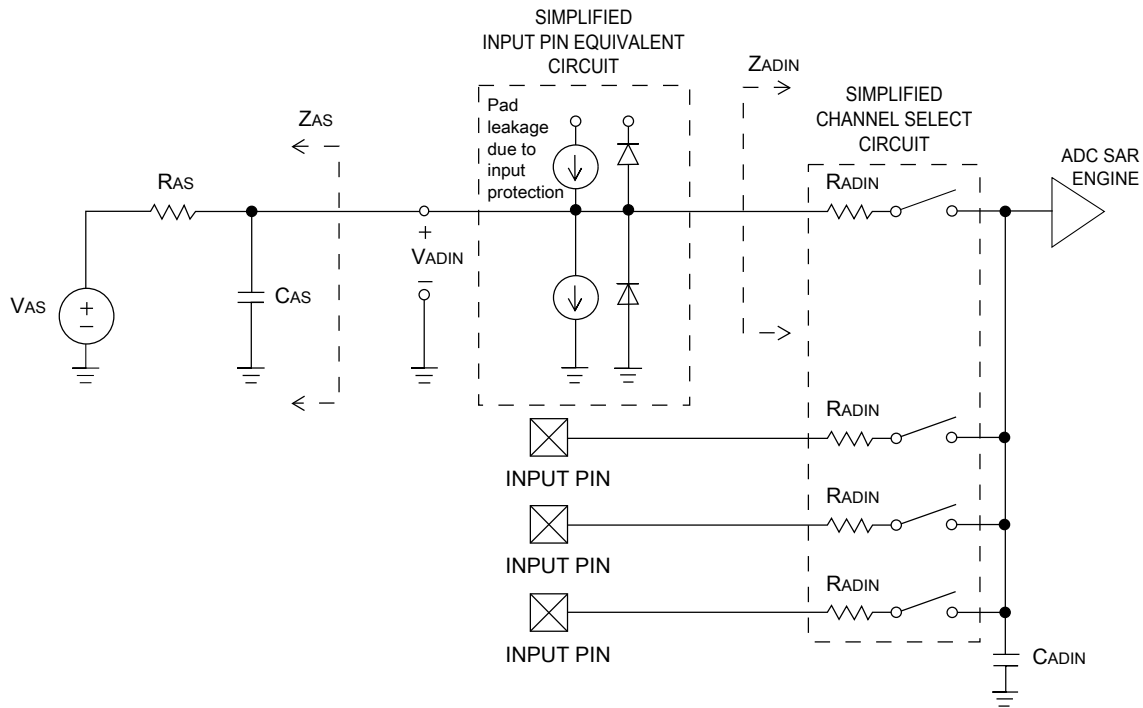 SIMPLIFIED
INPUT PIN EQUIVALENT
CIRCUIT
ZADIN
SIMPLIFIED
CHANNEL SELECT
CIRCUIT
ADC SAR
ENGINE
Pad
leakage
due to
input
protection
ZAS
RAS
RADIN
+
VADIN
–
VAS
+
–
CAS
RADIN
INPUT PIN
RADIN
INPUT PIN
RADIN
INPUT PIN
CADIN